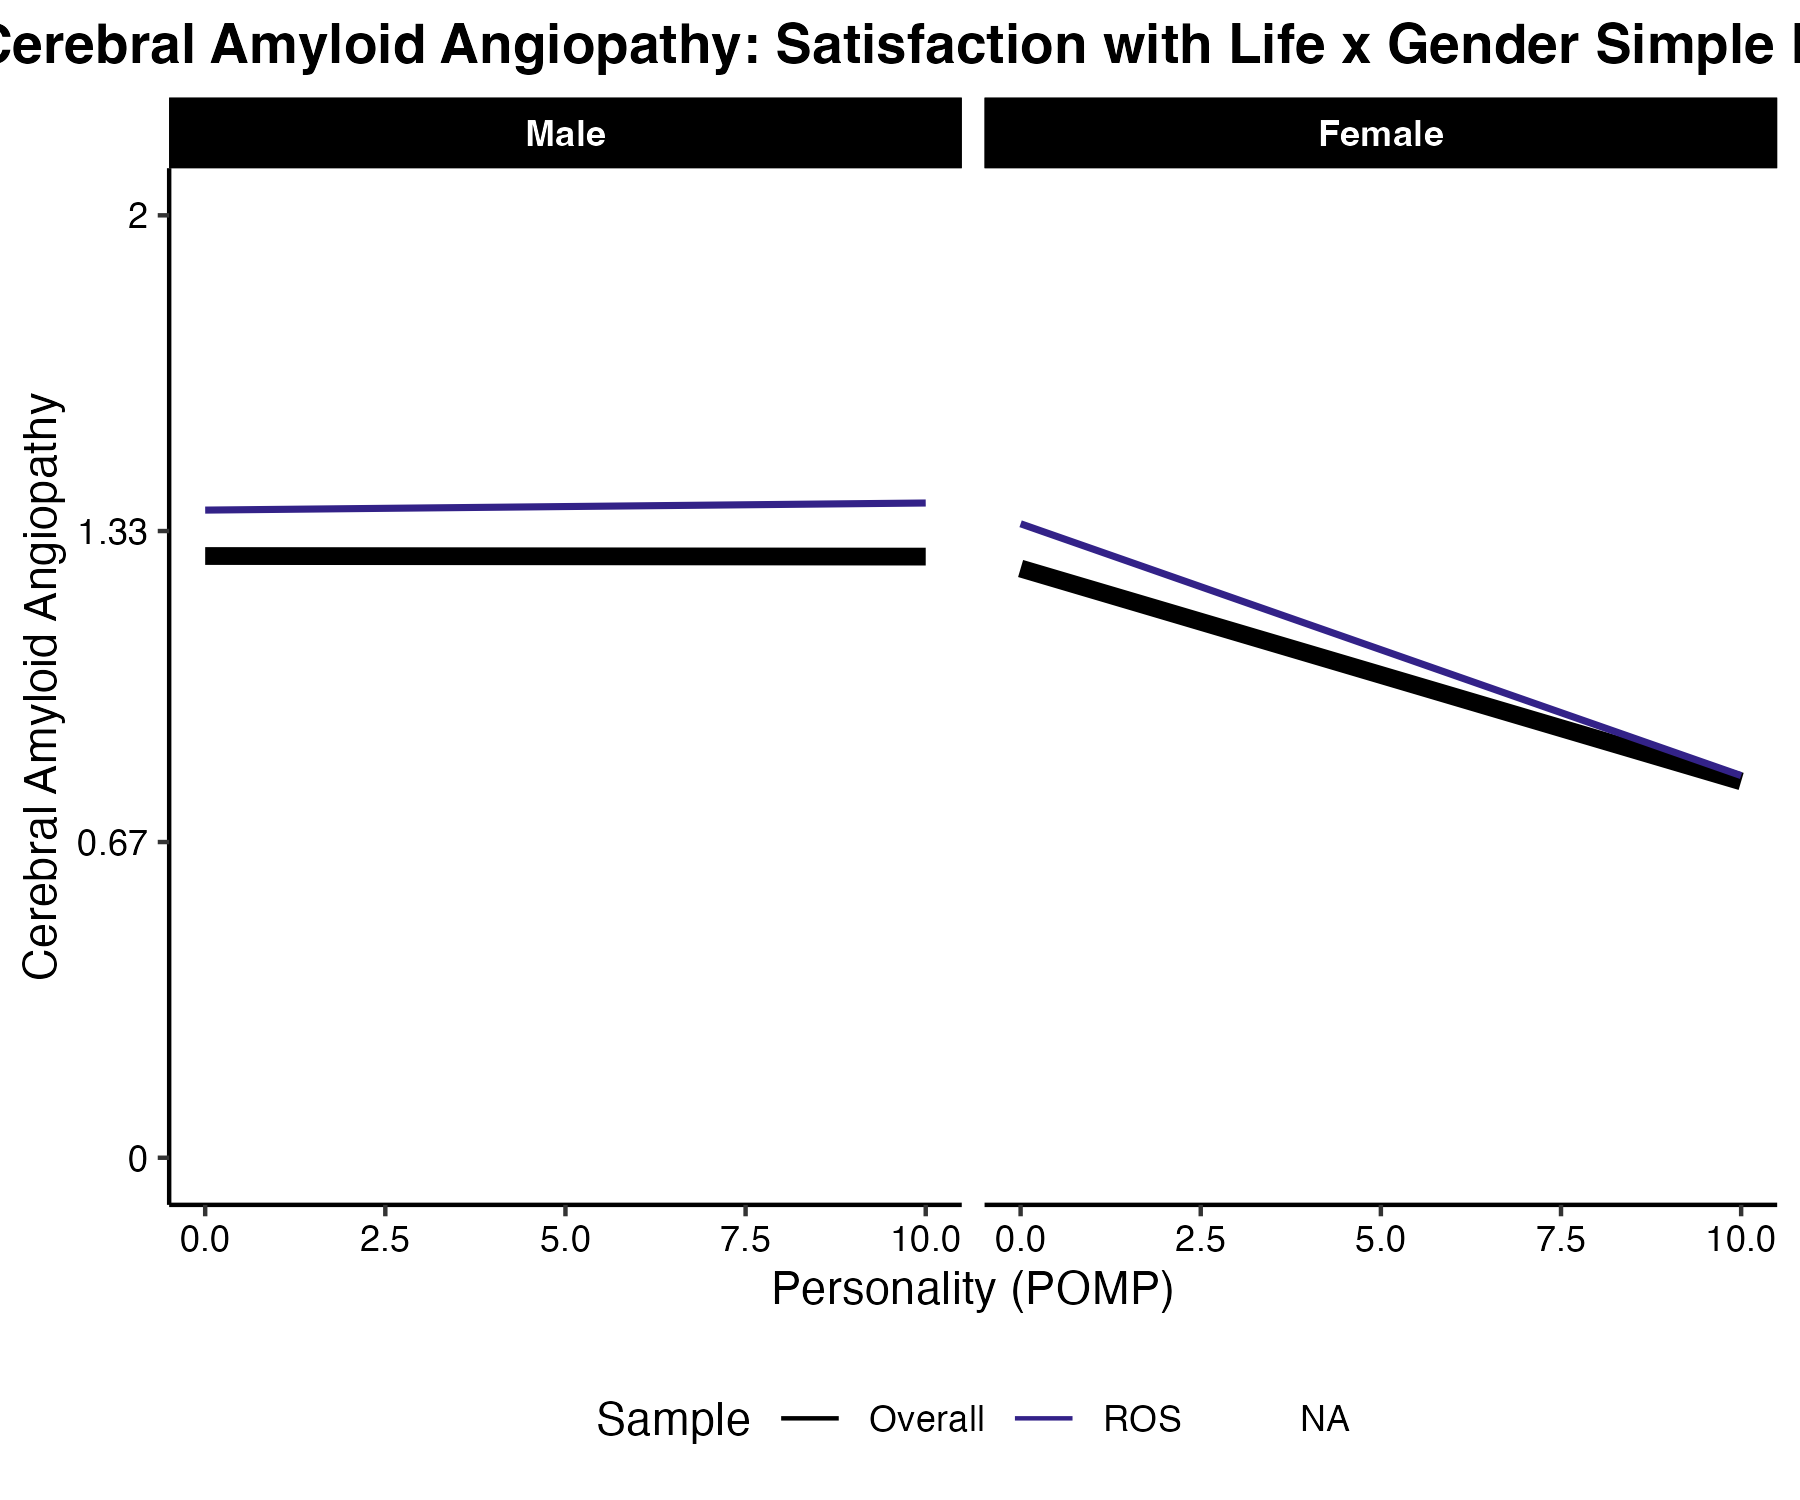 Cerebral Amyloid Angiopathy: Satisfaction with Life x Gender Simple
Male
Female
Cerebral Amyloid Angiopathy
2
1.33
0.67
0
0.0 2.5 5.0 7.5 10.0 0.0 2.5 5.0 7.5 10.0
Personality (POMP)
Sample Overall ROS NA